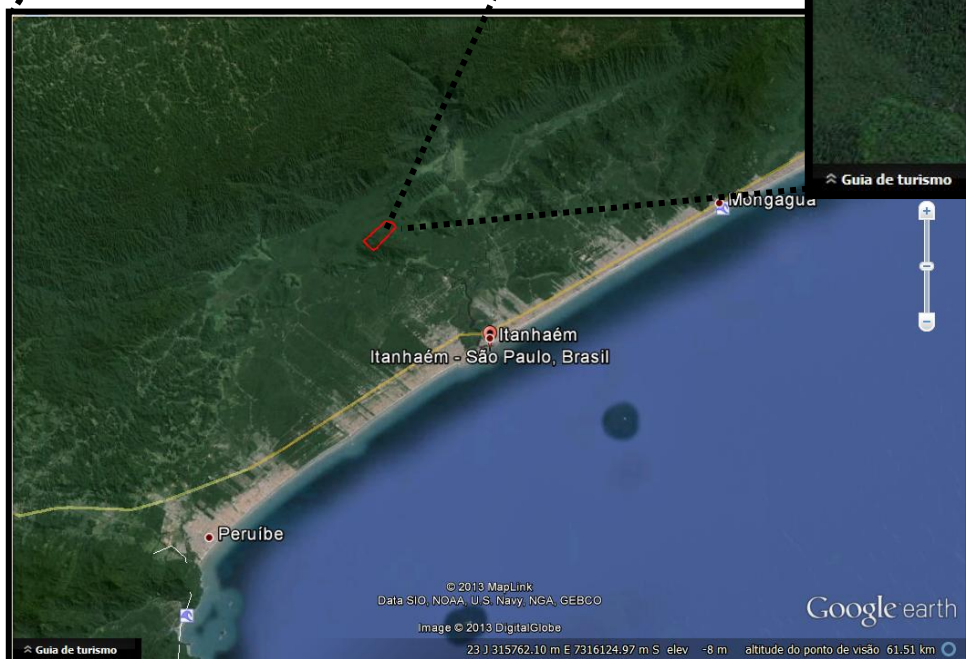 Guia de turismo
Mongaguá
Itanhaém
Itanhaém - São Paulo, Brasil
Peruíbe
© 2013 MapLink
Data SIO, NOAA, U.S. Navy, NGA, GEBCO
Image © 2013 DigitalGlobe
Google earth
Guia de turismo
23 J 315762.10 m E 7316124.97 m S elev -8 m altitude do ponto de visão 61.51 km